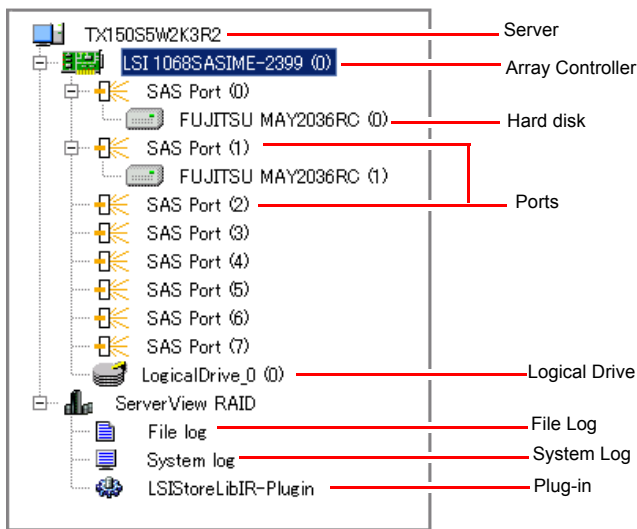 TX150S5W2K3R2 Server
LSI 1068SASIME-2399 (0) Array Controller
SAS Port (0)
FUJITSU MAY2036RC (0) Hard disk
SAS Port (1)
FUJITSU MAY2036RC (1)
SAS Port (2) Ports
SAS Port (3)
SAS Port (4)
SAS Port (5)
SAS Port (6)
SAS Port (7)
LogicalDrive_0 (0) Logical Drive
ServerView RAID
File log File Log
System log System Log
LSIStoreLibIR-Plugin Plug-in